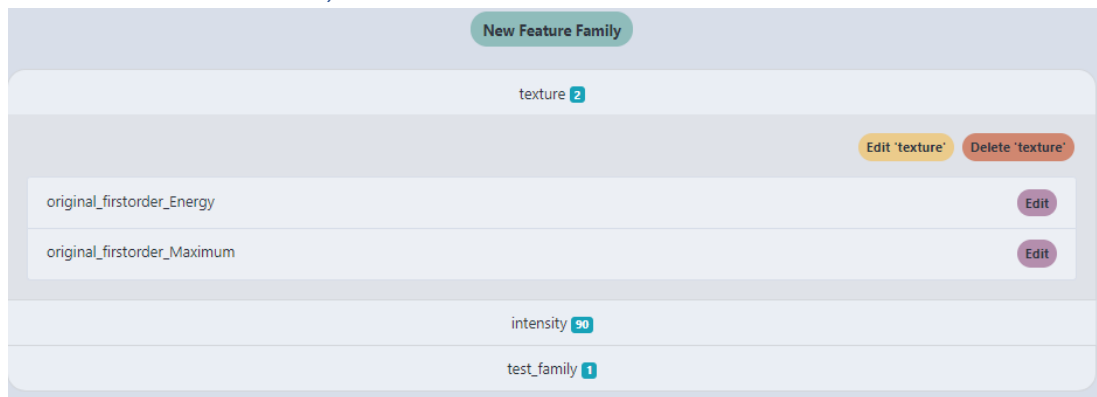 New Feature Family
texture 2
Edit 'texture' Delete 'texture'
original_firstorder_Energy Edit
original_firstorder_Maximum Edit
intensity 90
test_family 1